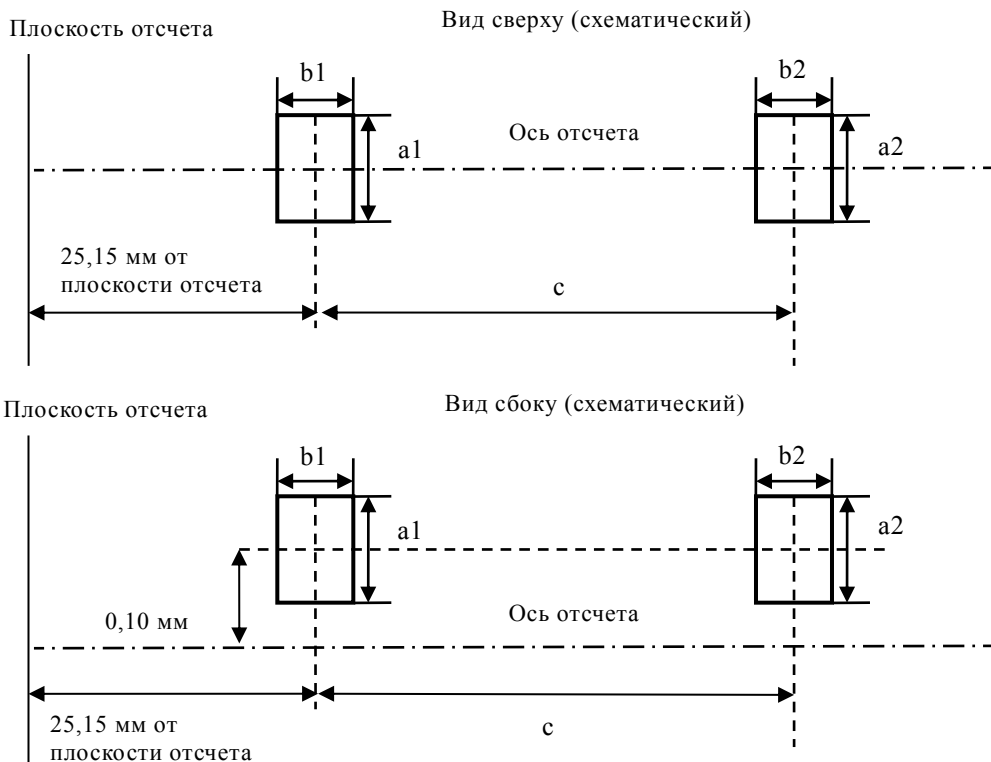 Плоскость отсчета
Вид сверху (схематический)
b1
b2
a1
Ось отсчета
a2
25,15 мм от
плоскости отсчета
c
Плоскость отсчета
Вид сбоку (схематический)
b1
b2
a1
a2
0,10 мм
Ось отсчета
25,15 мм от
плоскости отсчета
c